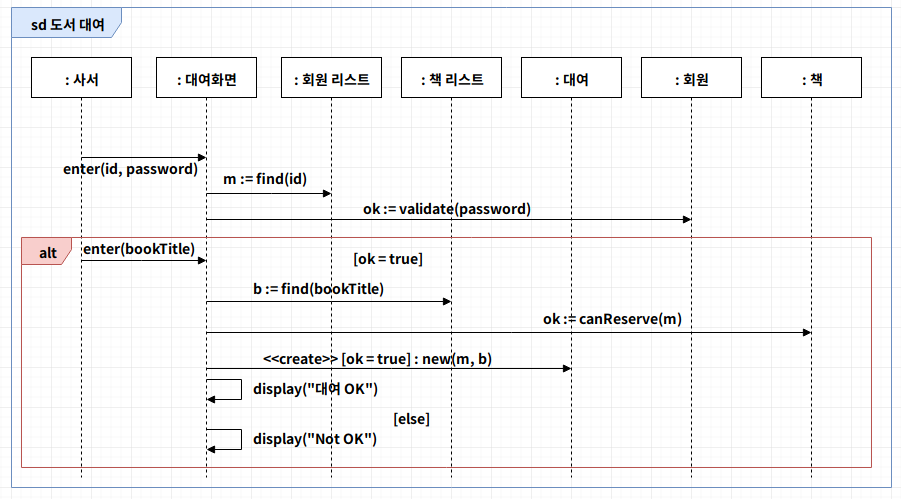 sd 도서 대여
: 사서
: 대여화면
: 회원 리스트
: 책 리스트
: 대여
: 회원
: 책
enter(id, password)
m := find(id)
ok := validate(password)
alt
enter(bookTitle)
[ok = true]
b := find(bookTitle)
ok := canReserve(m)
<<create>> [ok = true] : new(m, b)
display("대여 OK")
[else]
display("Not OK")